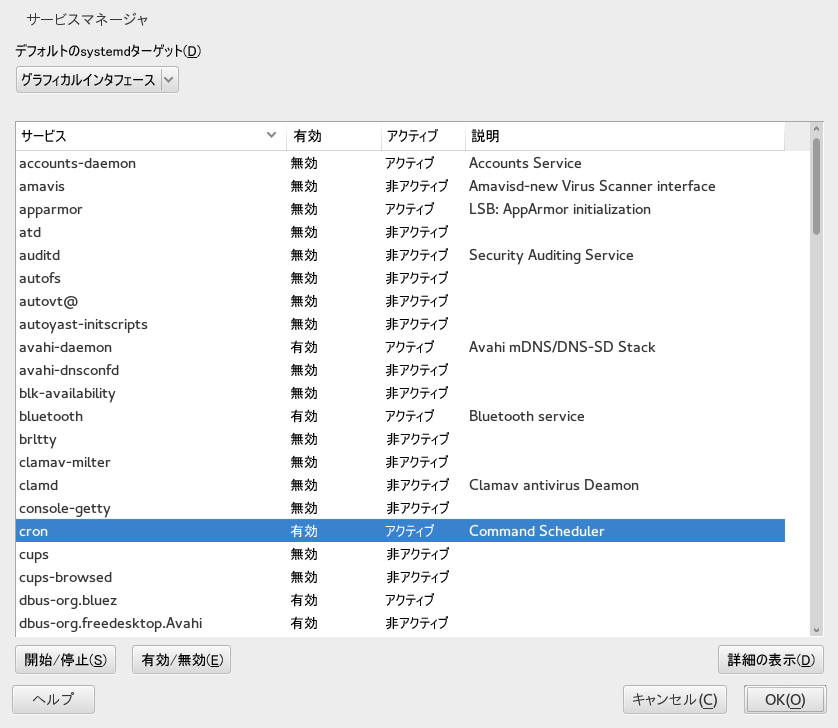 サービスマネージャ
デフォルトのsystemdターゲット(D)
グラフィカルインタフェース
サービス 有効 アクティブ 説明
accounts-daemon 無効 アクティブ Accounts Service
amavis 無効 非アクティブ Amavisd-new Virus Scanner interface
apparmor 無効 アクティブ LSB: AppArmor initialization
atd 無効 非アクティブ
auditd 無効 非アクティブ Security Auditing Service
autofs 無効 非アクティブ
autovt@ 無効 非アクティブ
autoyast-initscripts 無効 非アクティブ
avahi-daemon 有効 アクティブ Avahi mDNS/DNS-SD Stack
avahi-dnsconfd 無効 非アクティブ
blk-availability 無効 非アクティブ
bluetooth 有効 アクティブ Bluetooth service
brltty 無効 非アクティブ
clamav-milter 無効 非アクティブ
clamd 無効 非アクティブ Clamav antivirus Deamon
console-getty 無効 非アクティブ
cron 有効 アクティブ Command Scheduler
cups 無効 非アクティブ
cups-browsed 無効 非アクティブ
dbus-org.bluez 有効 アクティブ
dbus-org.freedesktop.Avahi 有効 非アクティブ
開始/停止(S) 有効/無効(E) 詳細の表示(D)
ヘルプ キャンセル(C) OK(O)